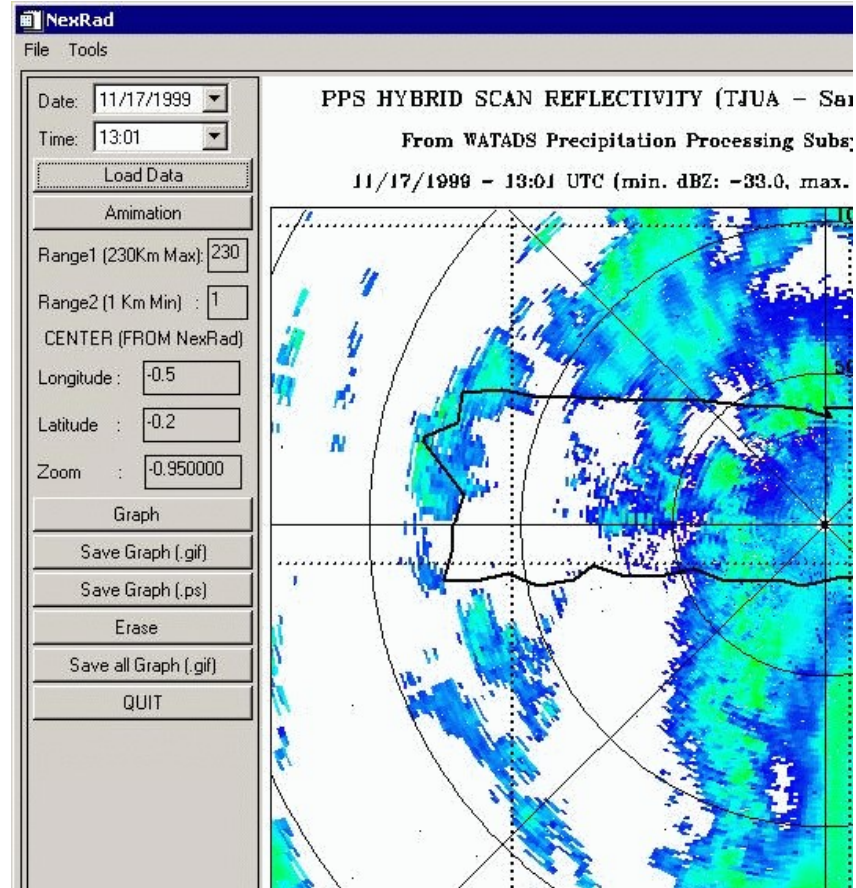 NexRad
File Tools
Date: 11/17/1999
Time: 13:01
Load Data
Amimation
Range1 (230Km Max): 230
Range2 (1 Km Min) : 1
CENTER (FROM NexRad)
Longitude : -0.5
Latitude : -0.2
Zoom : -0.950000
Graph
Save Graph (.gif)
Save Graph (.ps)
Erase
Save all Graph (.gif)
QUIT
PPS HYBRID SCAN REFLECTIVITY (TJUA - Sa
From WATADS Precipitation Processing Subs
11/17/1999 - 13:01 UTC (min. dBZ: -33.0, max.